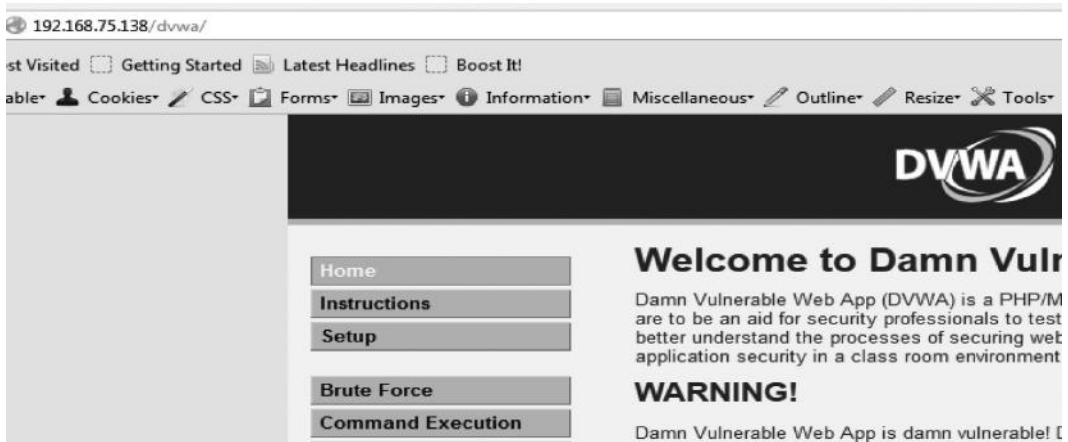 192.168.75.138/dvwa/
st Visited Getting Started Latest Headlines Boost It!
able Cookies CSS Forms Images Information Miscellaneous Outline Resize Tools
DVWA
Home
Instructions
Setup
Brute Force
Command Execution
Welcome to Damn Vulr
Damn Vulnerable Web App (DVWA) is a PHP/M
are to be an aid for security professionals to test
better understand the processes of securing web
application security in a class room environment
WARNING!
Damn Vulnerable Web App is damn vulnerable! D